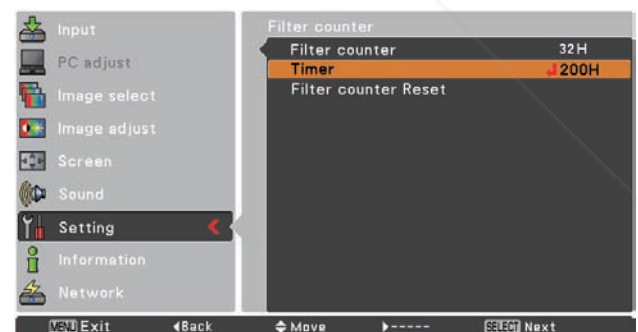 Input
PC adjust
Image select
Image adjust
Screen
Sound
Setting
Information
Network
Filter counter
Filter counter 32H
Timer 200H
Filter counter Reset
MENU Exit Back Move ----- SELECT Next